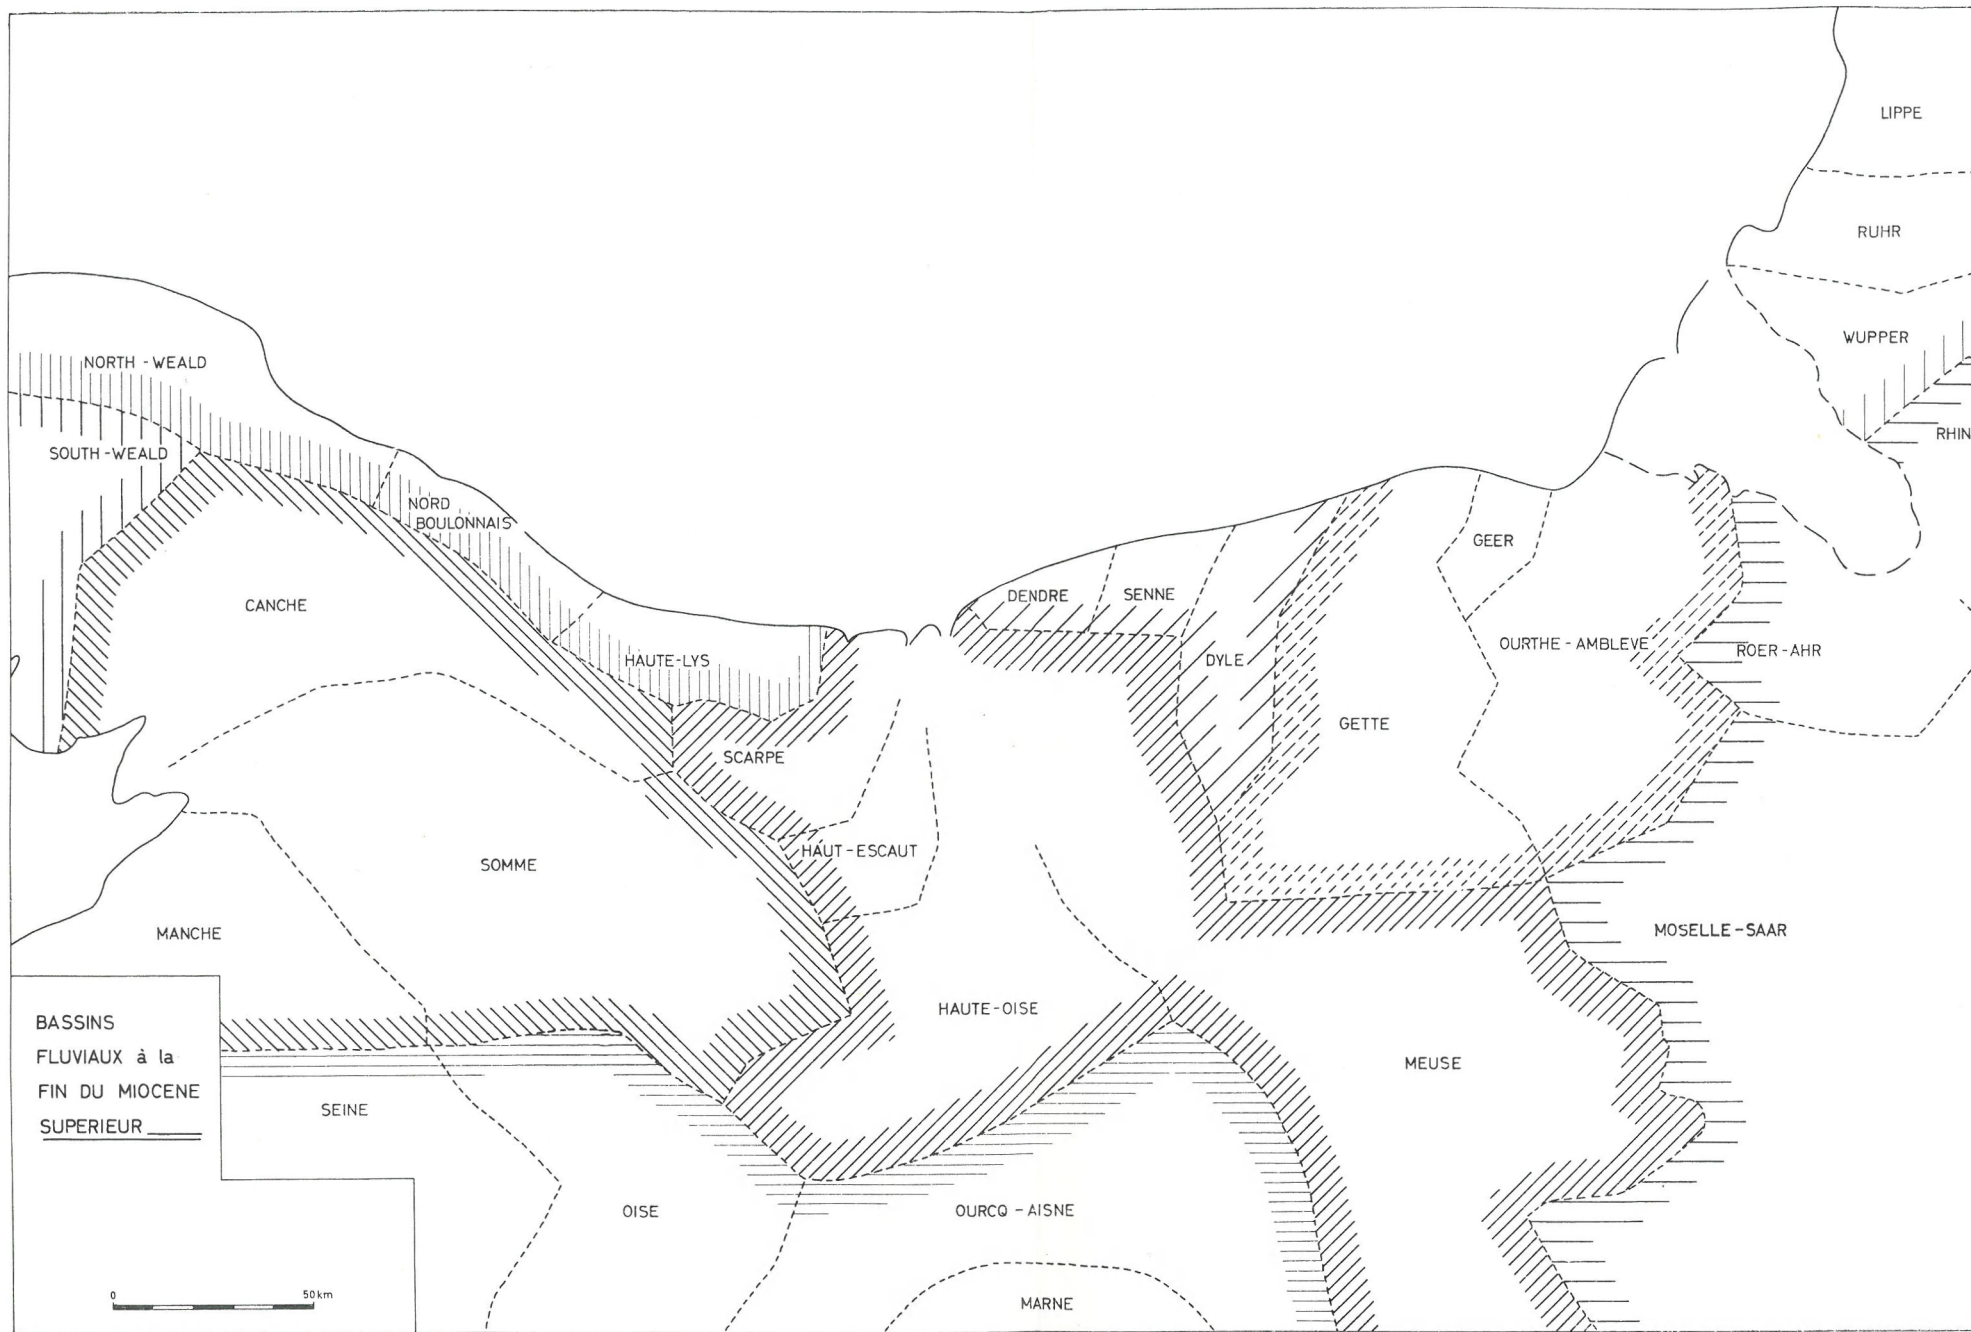 LIPPE
RUHR
WUPPER
RHIN
NORTH - WEALD
SOUTH - WEALD
NORD
BOULONNAIS
GEER
DENDRE
SENNE
CANCHE
HAUTE-LYS
DYLE
OURTHE - AMBLEVE
ROER - AHR
GETTE
SCARPE
HAUT - ESCAUT
SOMME
MANCHE
MOSELLE - SAAR
HAUTE - OISE
MEUSE
BASSINS
FLUVIAUX à la
FIN DU MIOCENE
SUPERIEUR
SEINE
OISE
OURCQ - AISNE
MARNE
0 50 km